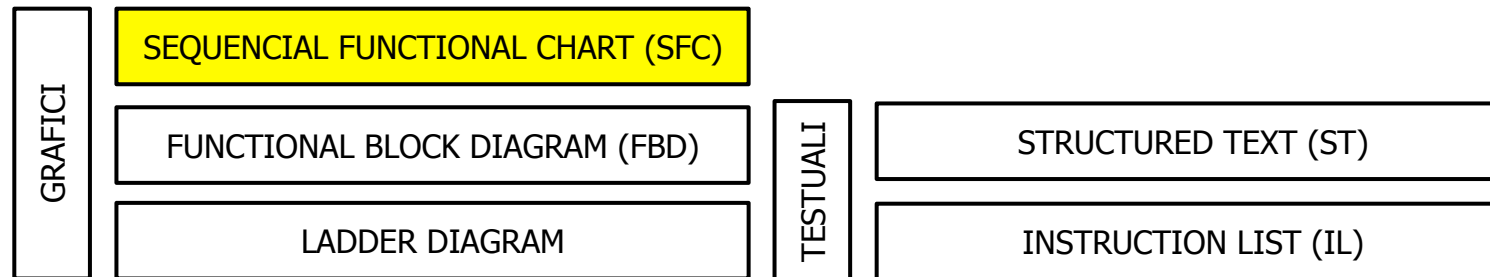 GRAFICI
SEQUENCIAL FUNCTIONAL CHART (SFC)
FUNCTIONAL BLOCK DIAGRAM (FBD)
LADDER DIAGRAM
TESTUALI
STRUCTURED TEXT (ST)
INSTRUCTION LIST (IL)